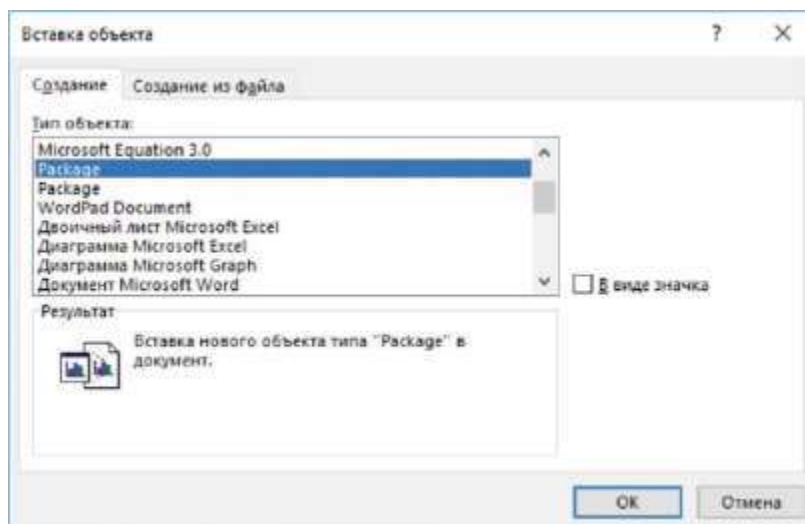 Вставка объекта
Создание
Создание из файла
Тип объекта:
Microsoft Equation 3.0
Package
Package
WordPad Document
Двоичный лист Microsoft Excel
Диаграмма Microsoft Excel
Диаграмма Microsoft Graph
Документ Microsoft Word
В виде значка
Результат
Вставка нового объекта типа "Package" в
документ.
ОК
Отмена